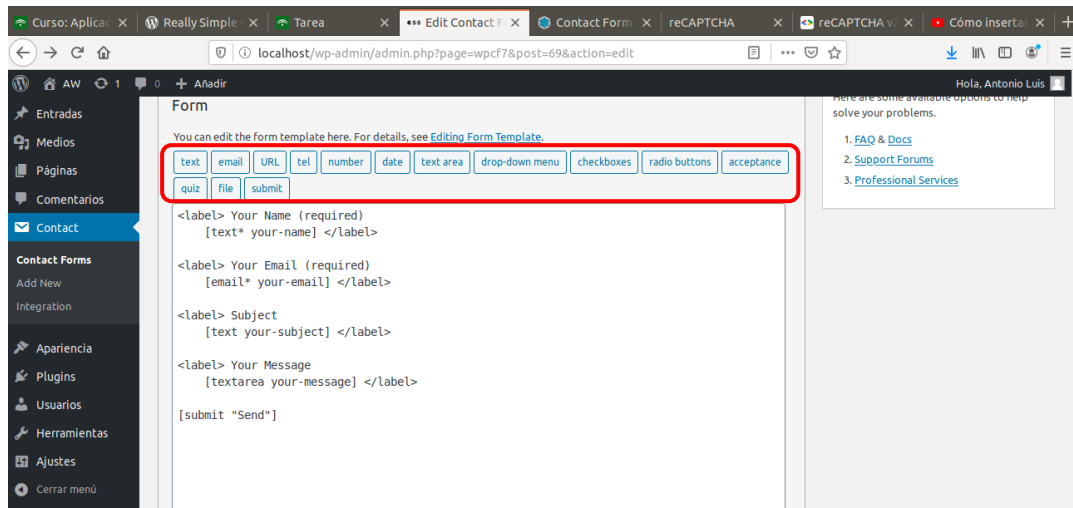 Curso: Aplicac
Really Simple
Tarea
Edit Contact F
Contact Form
reCAPTCHA
reCAPTCHA v2
Cómo insertar
localhost/wp-admin/admin.php?page=wpcf7&post=69&action=edit
AW 1 0 + Añadir Hola, Antonio Luis
Entradas
Medios
Páginas
Comentarios
Contact
Contact Forms
Add New
Integration
Apariencia
Plugins
Usuarios
Herramientas
Ajustes
Cerrar menú
Form
You can edit the form template here. For details, see Editing Form Template.
text email URL tel number date text area drop-down menu checkboxes radio buttons acceptance
quiz file submit
<label> Your Name (required)
[text* your-name] </label>
<label> Your Email (required)
[email* your-email] </label>
<label> Subject
[text your-subject] </label>
<label> Your Message
[textarea your-message] </label>
[submit "Send"]
Here are some available options to help
solve your problems.
1. FAQ & Docs
2. Support Forums
3. Professional Services